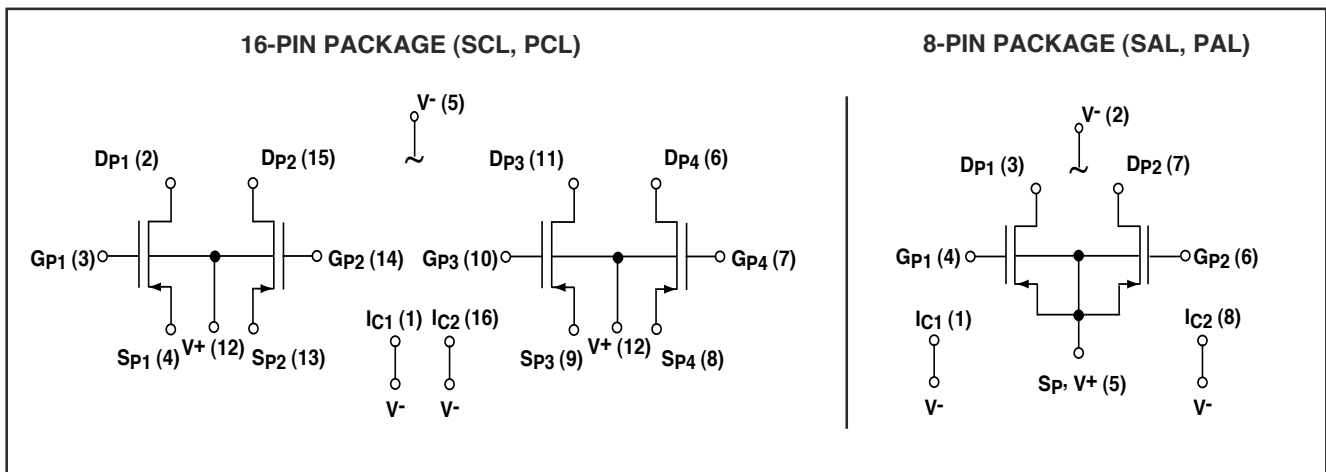 16-PIN PACKAGE (SCL, PCL)
8-PIN PACKAGE (SAL, PAL)
V- (5)
DP1 (2)
DP2 (15)
DP3 (11)
DP4 (6)
GP1 (3)
GP2 (14)
GP3 (10)
GP4 (7)
IC1 (1)
IC2 (16)
SP1 (4)
V+ (12)
SP2 (13)
SP3 (9)
V+ (12)
SP4 (8)
V-
V-
V- (2)
DP1 (3)
DP2 (7)
GP1 (4)
GP2 (6)
IC1 (1)
IC2 (8)
SP, V+ (5)
V-
V-
~
~